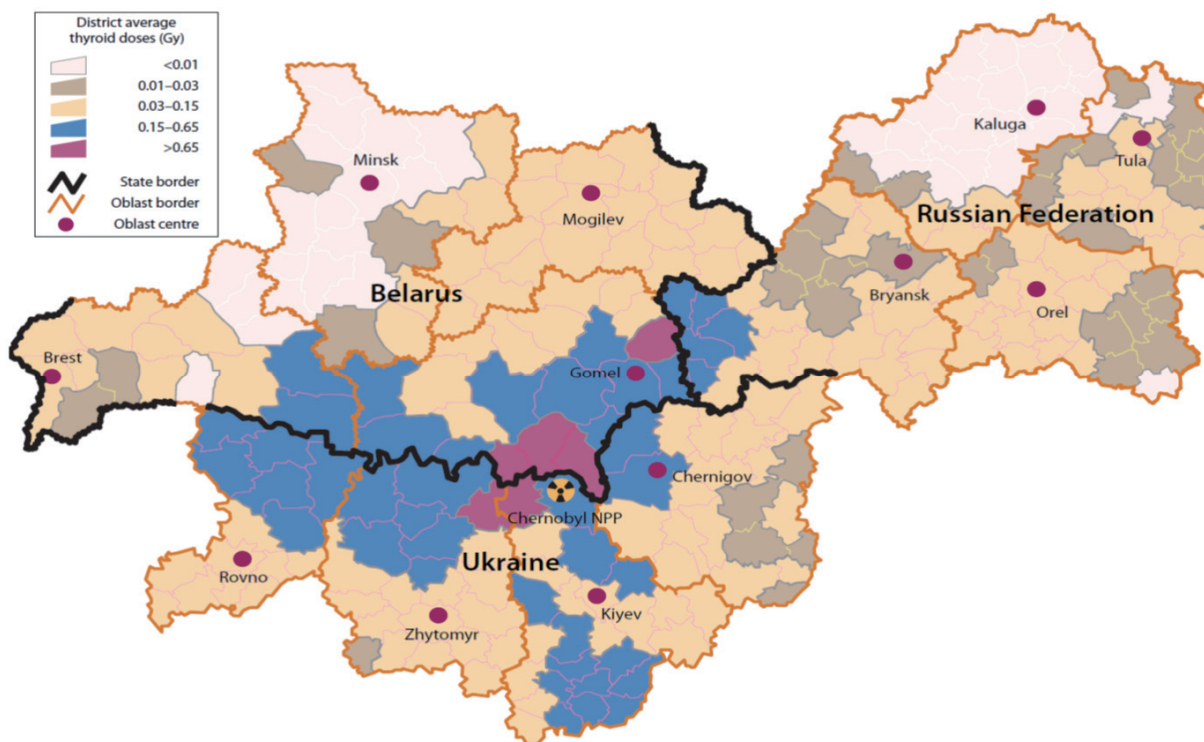 District average
thyroid doses (Gy)
<0.01
0.01–0.03
0.03–0.15
0.15–0.65
>0.65
State border
Oblast border
Oblast centre
Kaluga
Tula
Minsk
Mogilev
Russian Federation
Bryansk
Orel
Belarus
Brest
Gomel
Chernigov
Chernobyl NPP
Ukraine
Rovno
Kiyev
Zhytomyr